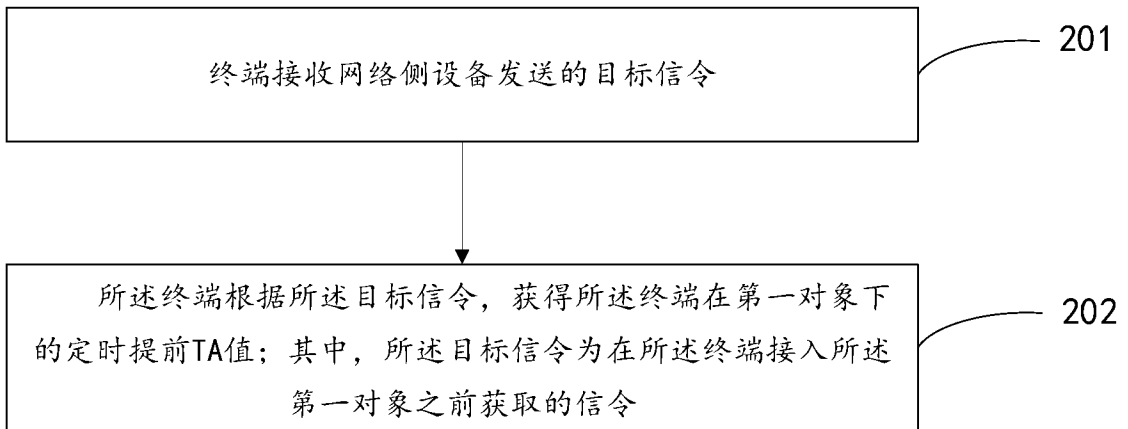 终端接收网络侧设备发送的目标信令
201
所述终端根据所述目标信令，获得所述终端在第一对象下
的定时提前TA值；其中，所述目标信令为在所述终端接入所述
第一对象之前获取的信令
202